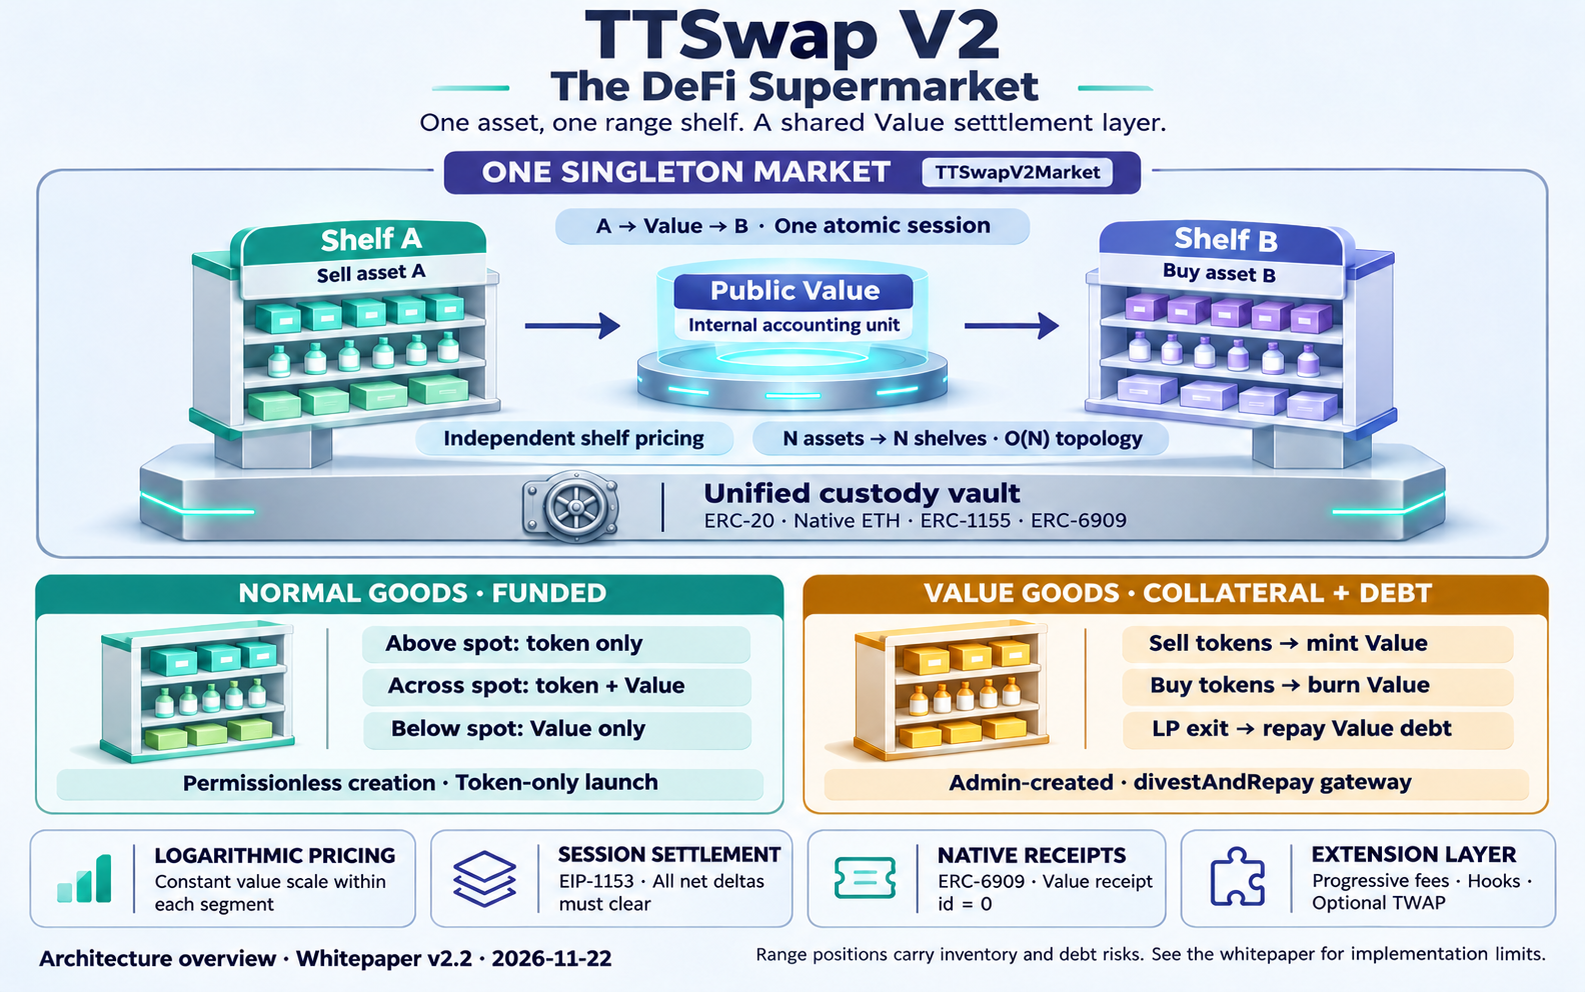 TTSwap V2
The DeFi Supermarket
One asset, one range shelf. A shared Value setttlement layer.
ONE SINGLETON MARKET TTSwapV2Market
A → Value → B · One atomic session
Shelf A
Sell asset A
Public Value
Internal accounting unit
Shelf B
Buy asset B
Independent shelf pricing
N assets → N shelves · O(N) topology
Unified custody vault
ERC-20 · Native ETH · ERC-1155 · ERC-6909
NORMAL GOODS · FUNDED
Above spot: token only
Across spot: token + Value
Below spot: Value only
Permissionless creation · Token-only launch
VALUE GOODS · COLLATERAL + DEBT
Sell tokens → mint Value
Buy tokens → burn Value
LP exit → repay Value debt
Admin-created · divestAndRepay gateway
LOGARITHMIC PRICING
Constant value scale within
each segment
SESSION SETTLEMENT
EIP-1153 · All net deltas
must clear
NATIVE RECEIPTS
ERC-6909 · Value receipt
id = 0
EXTENSION LAYER
Progressive fees · Hooks ·
Optional TWAP
Architecture overview · Whitepaper v2.2 · 2026-11-22
Range positions carry inventory and debt risks. See the whitepaper for implementation limits.